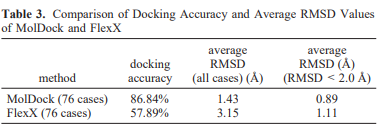 Table 3. Comparison of Docking Accuracy and Average RMSD Values
of MolDock and FlexX
method docking accuracy average RMSD (all cases) (Å) average RMSD (Å) (RMSD < 2.0 Å)
MolDock (76 cases) 86.84% 1.43 0.89
FlexX (76 cases) 57.89% 3.15 1.11